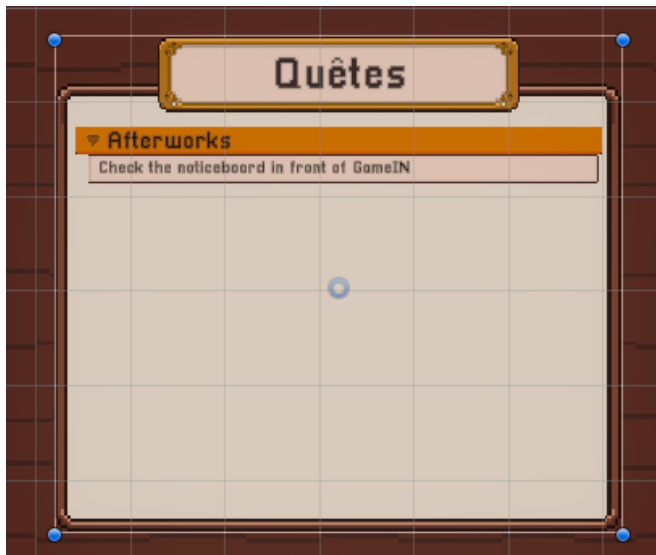 Quêtes
Afterworks
Check the noticeboard in front of GameIN